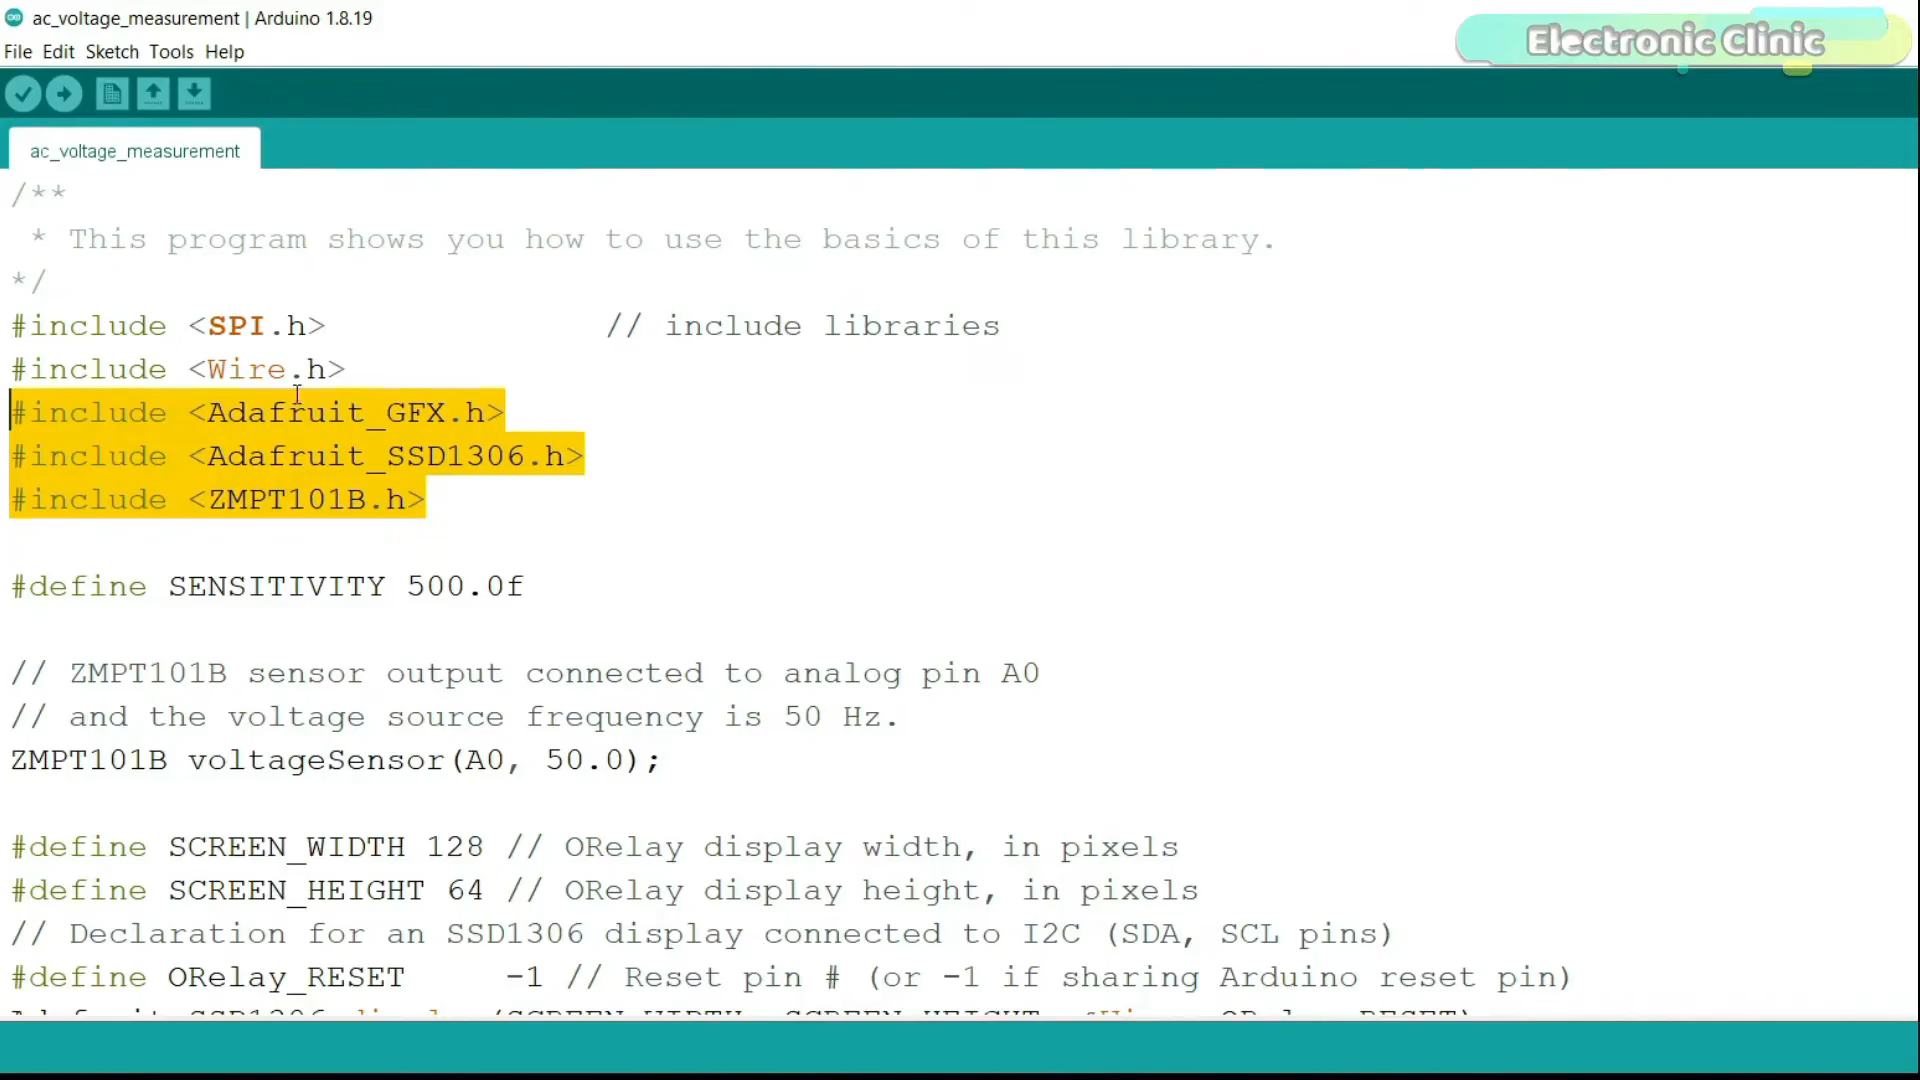 ac_voltage_measurement | Arduino 1.8.19
Electronic Clinic
File Edit Sketch Tools Help
ac_voltage_measurement
/**
* This program shows you how to use the basics of this library.
*/
#include <SPI.h> // include libraries
#include <Wire.h>
#include <Adafruit_GFX.h>
#include <Adafruit_SSD1306.h>
#include <ZMPT101B.h>
#define SENSITIVITY 500.0f
// ZMPT101B sensor output connected to analog pin A0
// and the voltage source frequency is 50 Hz.
ZMPT101B voltageSensor(A0, 50.0);
#define SCREEN_WIDTH 128 // ORelay display width, in pixels
#define SCREEN_HEIGHT 64 // ORelay display height, in pixels
// Declaration for an SSD1306 display connected to I2C (SDA, SCL pins)
#define ORelay_RESET -1 // Reset pin # (or -1 if sharing Arduino reset pin)